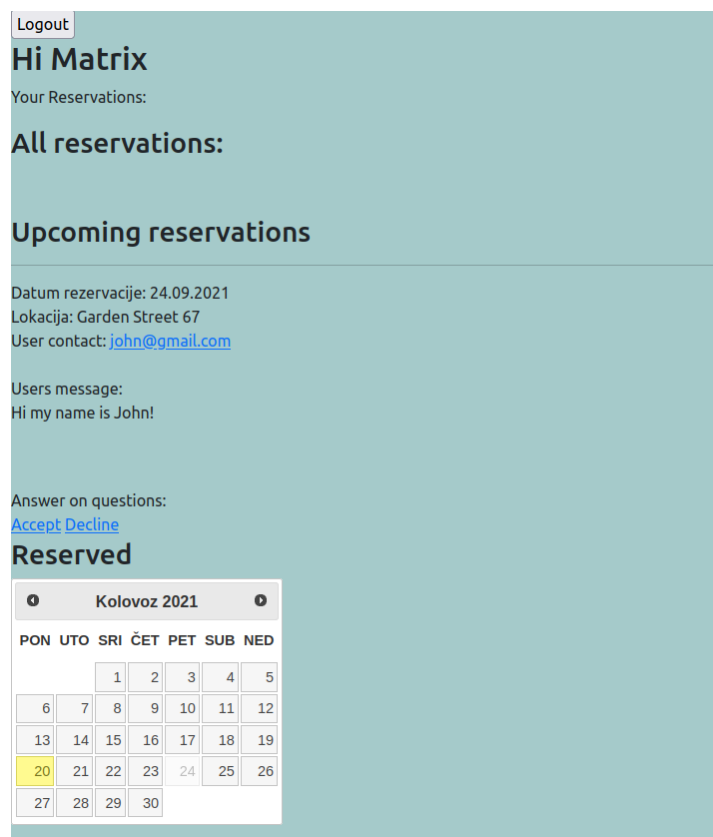 Logout
Hi Matrix
Your Reservations:
All reservations:
Upcoming reservations
Datum rezervacije: 24.09.2021
Lokacija: Garden Street 67
User contact: john@gmail.com
Users message:
Hi my name is John!
Answer on questions:
Accept Decline
Reserved
Kolovoz 2021
PON UTO SRI ČET PET SUB NED
1 2 3 4 5
6 7 8 9 10 11 12
13 14 15 16 17 18 19
20 21 22 23 24 25 26
27 28 29 30